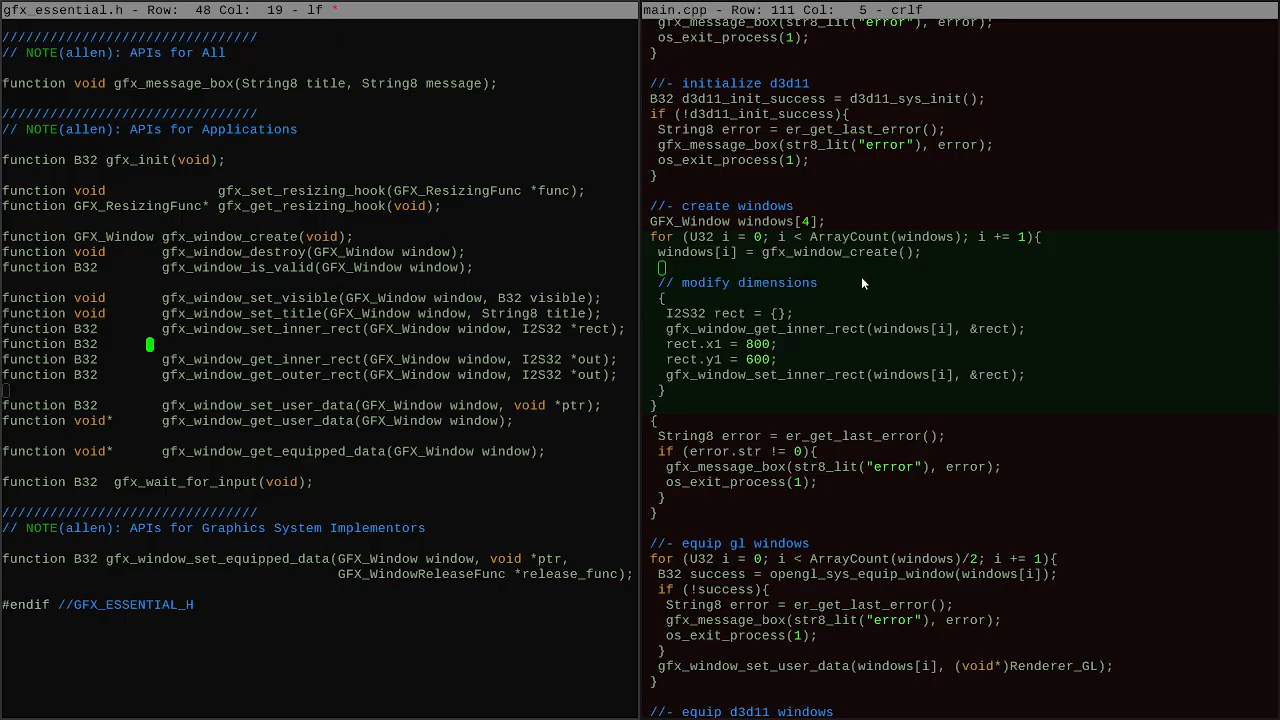 gfx_essential.h - Row:  48 Col:  19 - lf *
////////////////////////////////
// NOTE(allen): APIs for All
function void gfx_message_box(String8 title, String8 message);
////////////////////////////////
// NOTE(allen): APIs for Applications
function B32 gfx_init(void);
function void              gfx_set_resizing_hook(GFX_ResizingFunc *func);
function GFX_ResizingFunc* gfx_get_resizing_hook(void);
function GFX_Window gfx_window_create(void);
function void       gfx_window_destroy(GFX_Window window);
function B32        gfx_window_is_valid(GFX_Window window);
function void       gfx_window_set_visible(GFX_Window window, B32 visible);
function void       gfx_window_set_title(GFX_Window window, String8 title);
function B32        gfx_window_set_inner_rect(GFX_Window window, I2S32 *rect);
function B32
function B32        gfx_window_get_inner_rect(GFX_Window window, I2S32 *out);
function B32        gfx_window_get_outer_rect(GFX_Window window, I2S32 *out);
function B32        gfx_window_set_user_data(GFX_Window window, void *ptr);
function void*      gfx_window_get_user_data(GFX_Window window);
function void*      gfx_window_get_equipped_data(GFX_Window window);
function B32  gfx_wait_for_input(void);
////////////////////////////////
// NOTE(allen): APIs for Graphics System Implementors
function B32 gfx_window_set_equipped_data(GFX_Window window, void *ptr,
                                          GFX_WindowReleaseFunc *release_func);
#endif //GFX_ESSENTIAL_H
main.cpp - Row: 111 Col:   5 - crlf
  gfx_message_box(str8_lit("error"), error);
  os_exit_process(1);
 }
 //- initialize d3d11
 B32 d3d11_init_success = d3d11_sys_init();
 if (!d3d11_init_success){
  String8 error = er_get_last_error();
  gfx_message_box(str8_lit("error"), error);
  os_exit_process(1);
 }
 //- create windows
 GFX_Window windows[4];
 for (U32 i = 0; i < ArrayCount(windows); i += 1){
  windows[i] = gfx_window_create();
  // modify dimensions
  {
   I2S32 rect = {};
   gfx_window_get_inner_rect(windows[i], &rect);
   rect.x1 = 800;
   rect.y1 = 600;
   gfx_window_set_inner_rect(windows[i], &rect);
  }
 }
 {
  String8 error = er_get_last_error();
  if (error.str != 0){
   gfx_message_box(str8_lit("error"), error);
   os_exit_process(1);
  }
 }
 //- equip gl windows
 for (U32 i = 0; i < ArrayCount(windows)/2; i += 1){
  B32 success = opengl_sys_equip_window(windows[i]);
  if (!success){
   String8 error = er_get_last_error();
   gfx_message_box(str8_lit("error"), error);
   os_exit_process(1);
  }
  gfx_window_set_user_data(windows[i], (void*)Renderer_GL);
 }
 //- equip d3d11 windows